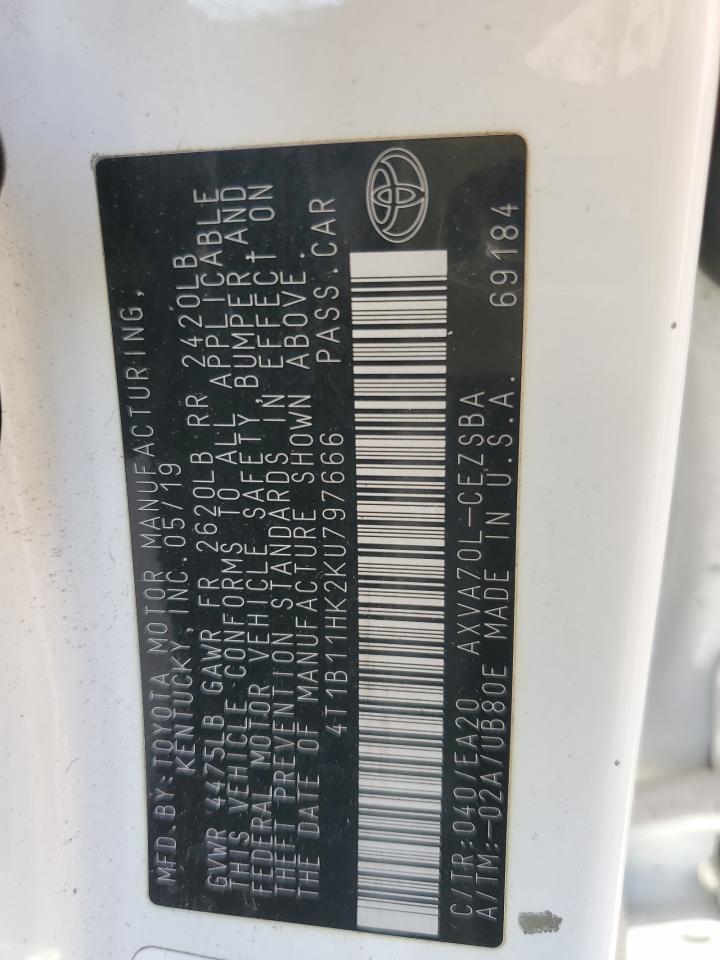 MFD. BY: TOYOTA MOTOR MANUFACTURING,
KENTUCKY, INC. 05/19
GVWR 4475LB GAWR FR 2620LB RR 2420LB
THIS VEHICLE CONFORMS TO ALL APPLICABLE
FEDERAL MOTOR VEHICLE SAFETY, BUMPER, AND
THEFT PREVENTION STANDARDS IN EFFECT ON
THE DATE OF MANUFACTURE SHOWN ABOVE.
4T1B11HK2KU797666 PASS. CAR
C/TR: 040/EA20 AXVA70L-CEZSBA
A/TM: -02A/UB80E MADE IN U.S.A. 69184